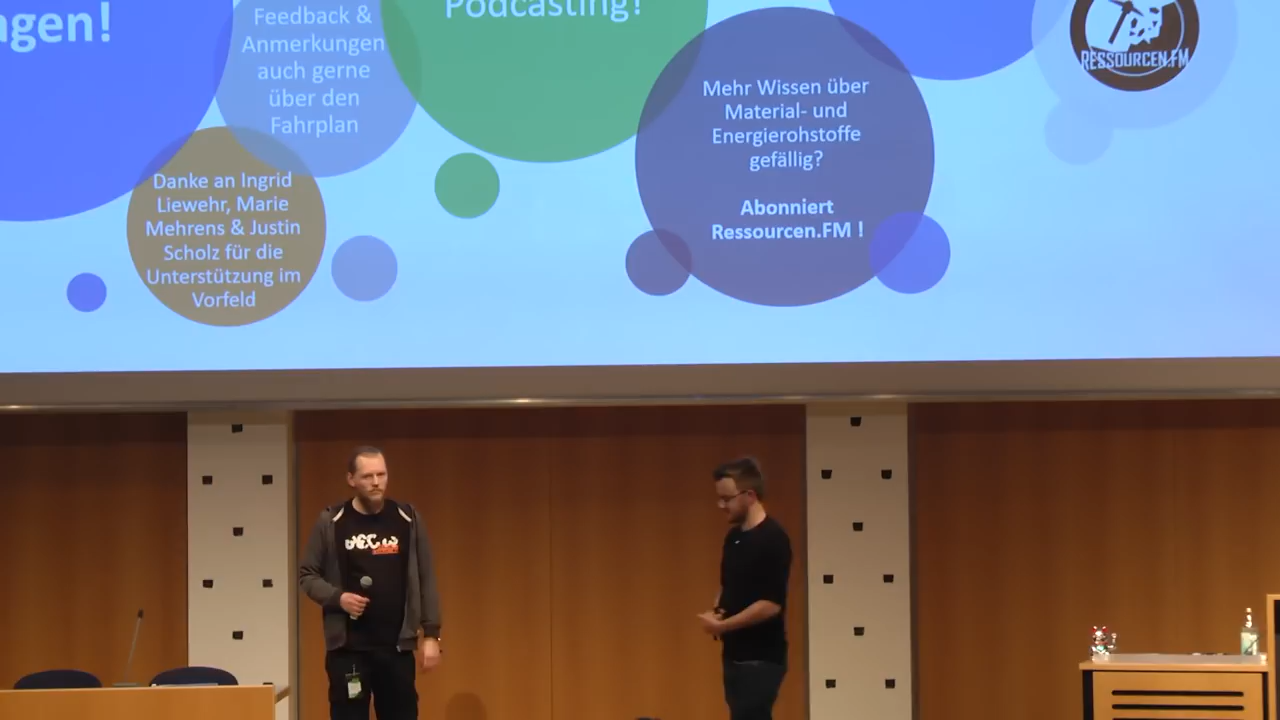 agen!
Feedback &
Anmerkungen
auch gerne
über den
Fahrplan
Podcasting!
Danke an Ingrid
Liewehr, Marie
Mehrens & Justin
Scholz für die
Unterstützung im
Vorfeld
Mehr Wissen über
Material- und
Energierohstoffe
gefällig?
Abonniert
Ressourcen.FM !
RESSOURCEN.FM